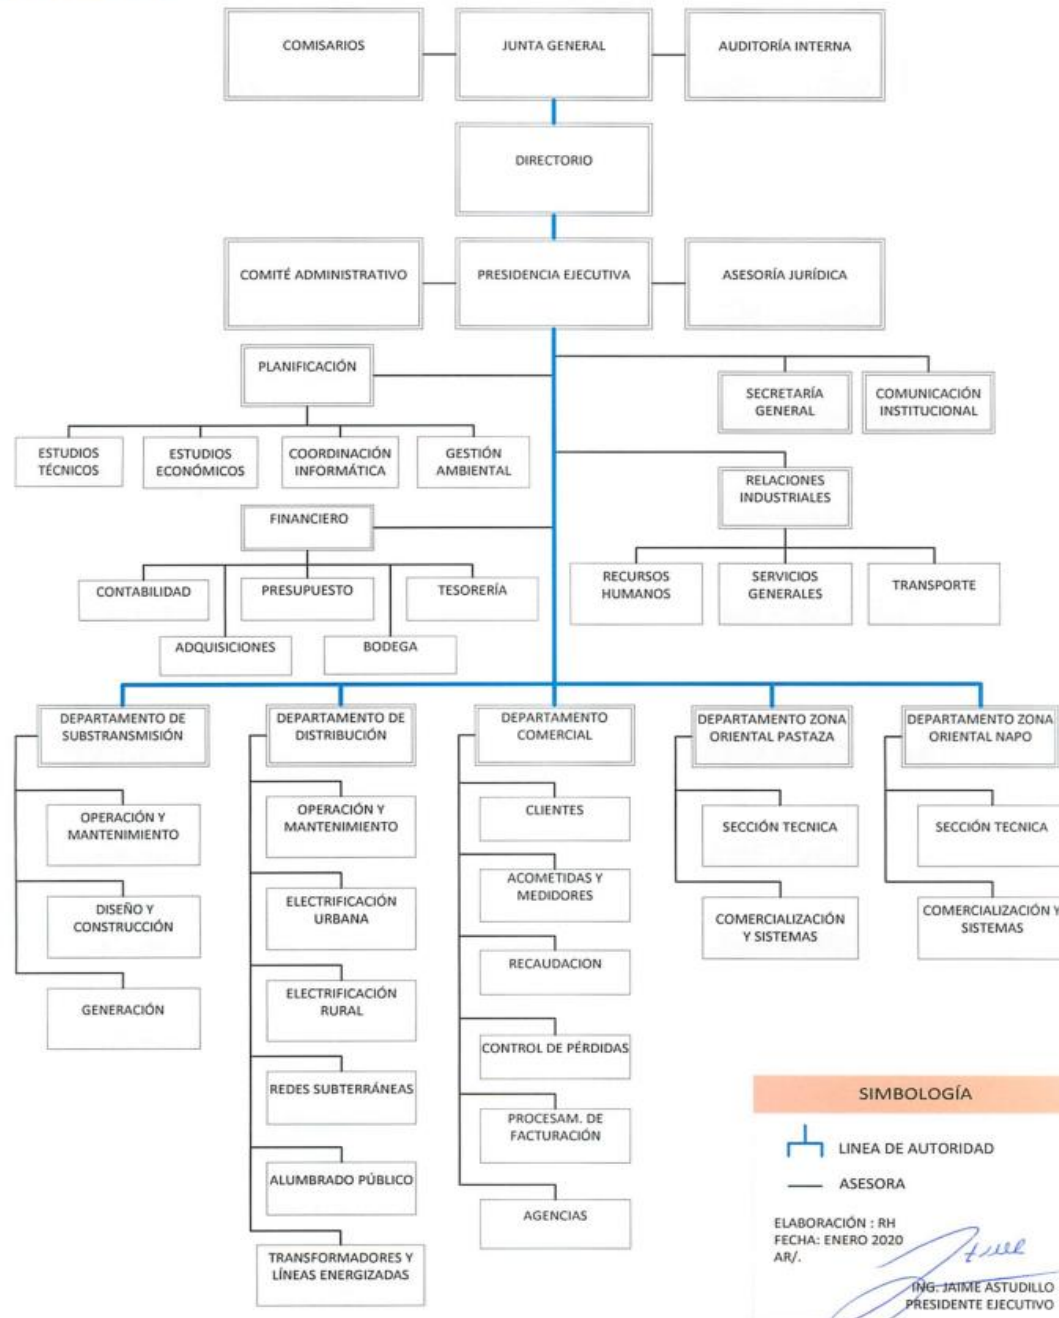 COMISARIOS
JUNTA GENERAL
AUDITORÍA INTERNA
DIRECTORIO
COMITÉ ADMINISTRATIVO
PRESIDENCIA EJECUTIVA
ASESORÍA JURÍDICA
PLANIFICACIÓN
SECRETARÍA
GENERAL
COMUNICACIÓN
INSTITUCIONAL
ESTUDIOS
TÉCNICOS
ESTUDIOS
ECONÓMICOS
COORDINACIÓN
INFORMÁTICA
GESTIÓN
AMBIENTAL
RELACIONES
INDUSTRIALES
FINANCIERO
CONTABILIDAD
PRESUPUESTO
TESORERÍA
RECURSOS
HUMANOS
SERVICIOS
GENERALES
TRANSPORTE
ADQUISICIONES
BODEGA
DEPARTAMENTO DE
SUBSTRANSMISIÓN
DEPARTAMENTO DE
DISTRIBUCIÓN
DEPARTAMENTO
COMERCIAL
DEPARTAMENTO ZONA
ORIENTAL PASTAZA
DEPARTAMENTO ZONA
ORIENTAL NAPO
OPERACIÓN Y
MANTENIMIENTO
DISEÑO Y
CONSTRUCCIÓN
GENERACIÓN
OPERACIÓN Y
MANTENIMIENTO
ELECTRIFICACIÓN
URBANA
ELECTRIFICACIÓN
RURAL
REDES SUBTERRÁNEAS
ALUMBRADO PÚBLICO
TRANSFORMADORES Y
LÍNEAS ENERGIZADAS
CLIENTES
ACOMETIDAS Y
MEDIDORES
RECAUDACION
CONTROL DE PÉRDIDAS
PROCESAM. DE
FACTURACIÓN
AGENCIAS
SECCIÓN TECNICA
COMERCIALIZACIÓN
Y SISTEMAS
SECCIÓN TECNICA
COMERCIALIZACIÓN Y
SISTEMAS
SIMBOLOGÍA
LINEA DE AUTORIDAD
ASESORA
ELABORACIÓN : RH
FECHA: ENERO 2020
AR/.
ING. JAIME ASTUDILLO
PRESIDENTE EJECUTIVO